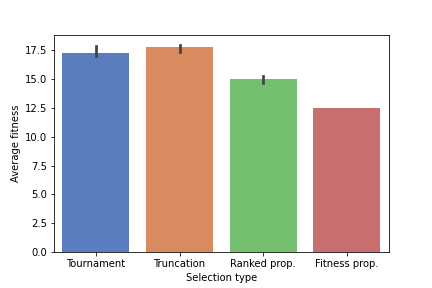 17.5
15.0
12.5
10.0
7.5
5.0
2.5
0.0
Average fitness
Tournament Truncation Ranked prop. Fitness prop.
Selection type